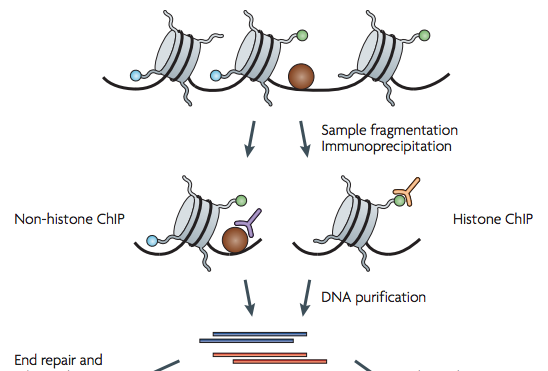 Sample fragmentation
Immunoprecipitation
Non-histone ChIP
Histone ChIP
DNA purification
End repair and